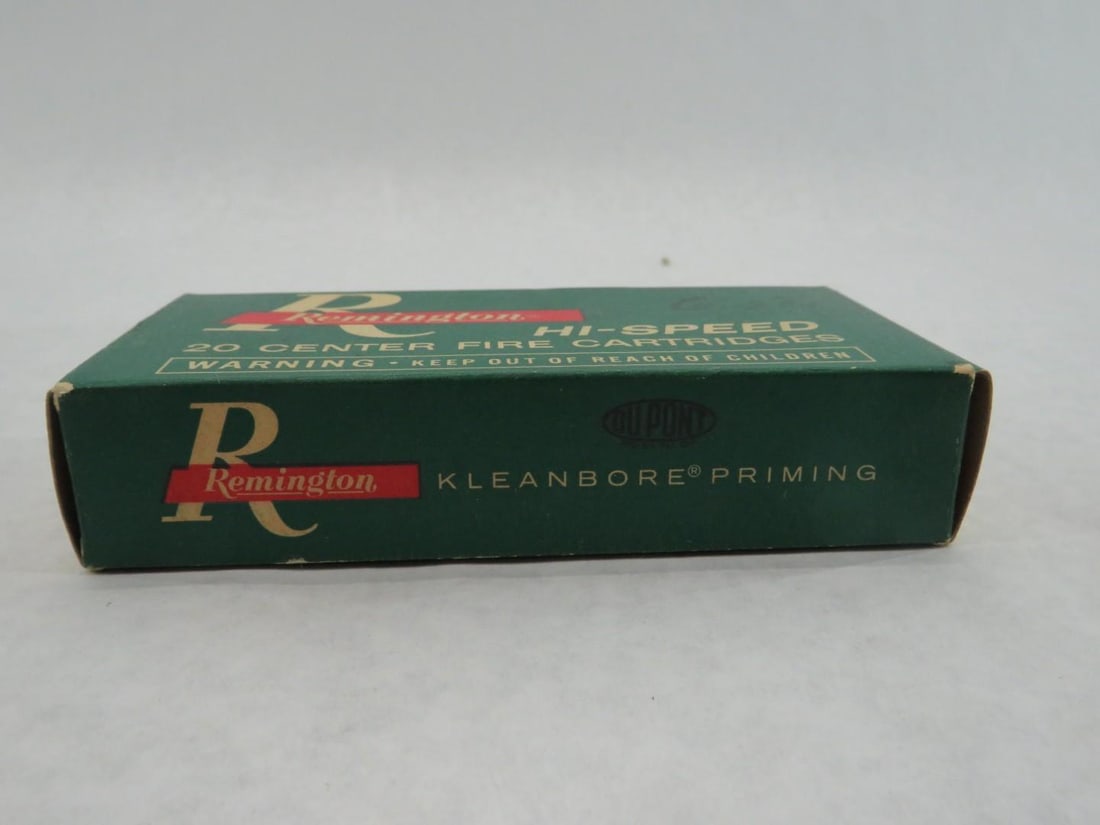 Remington
HI-SPEED
20 CENTER FIRE CARTRIDGES
WARNING • KEEP OUT OF REACH OF CHILDREN
R
DU PONT
Remington
KLEANBORE® PRIMING